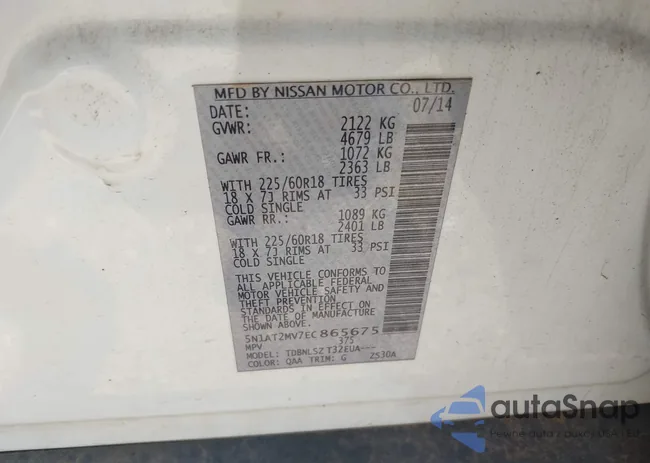 MFD BY NISSAN MOTOR CO., LTD.
DATE: 07/14
GVWR: 2122 KG
4679 LB
GAWR FR.: 1072 KG
2363 LB
WITH 225/60R18 TIRES
18 X 7J RIMS AT 33 PSI
COLD SINGLE
GAWR RR.: 1089 KG
2401 LB
WITH 225/60R18 TIRES
18 X 7J RIMS AT 33 PSI
COLD SINGLE
THIS VEHICLE CONFORMS TO
ALL APPLICABLE FEDERAL
MOTOR VEHICLE SAFETY AND
THEFT PREVENTION
STANDARDS IN EFFECT ON
THE DATE OF MANUFACTURE
SHOWN ABOVE.
5N1AT2MV7EC865675
MPV 375
MODEL: TDBNLSZ T32EUA---
COLOR: QAA TRIM: G ZS30A
autoSnap